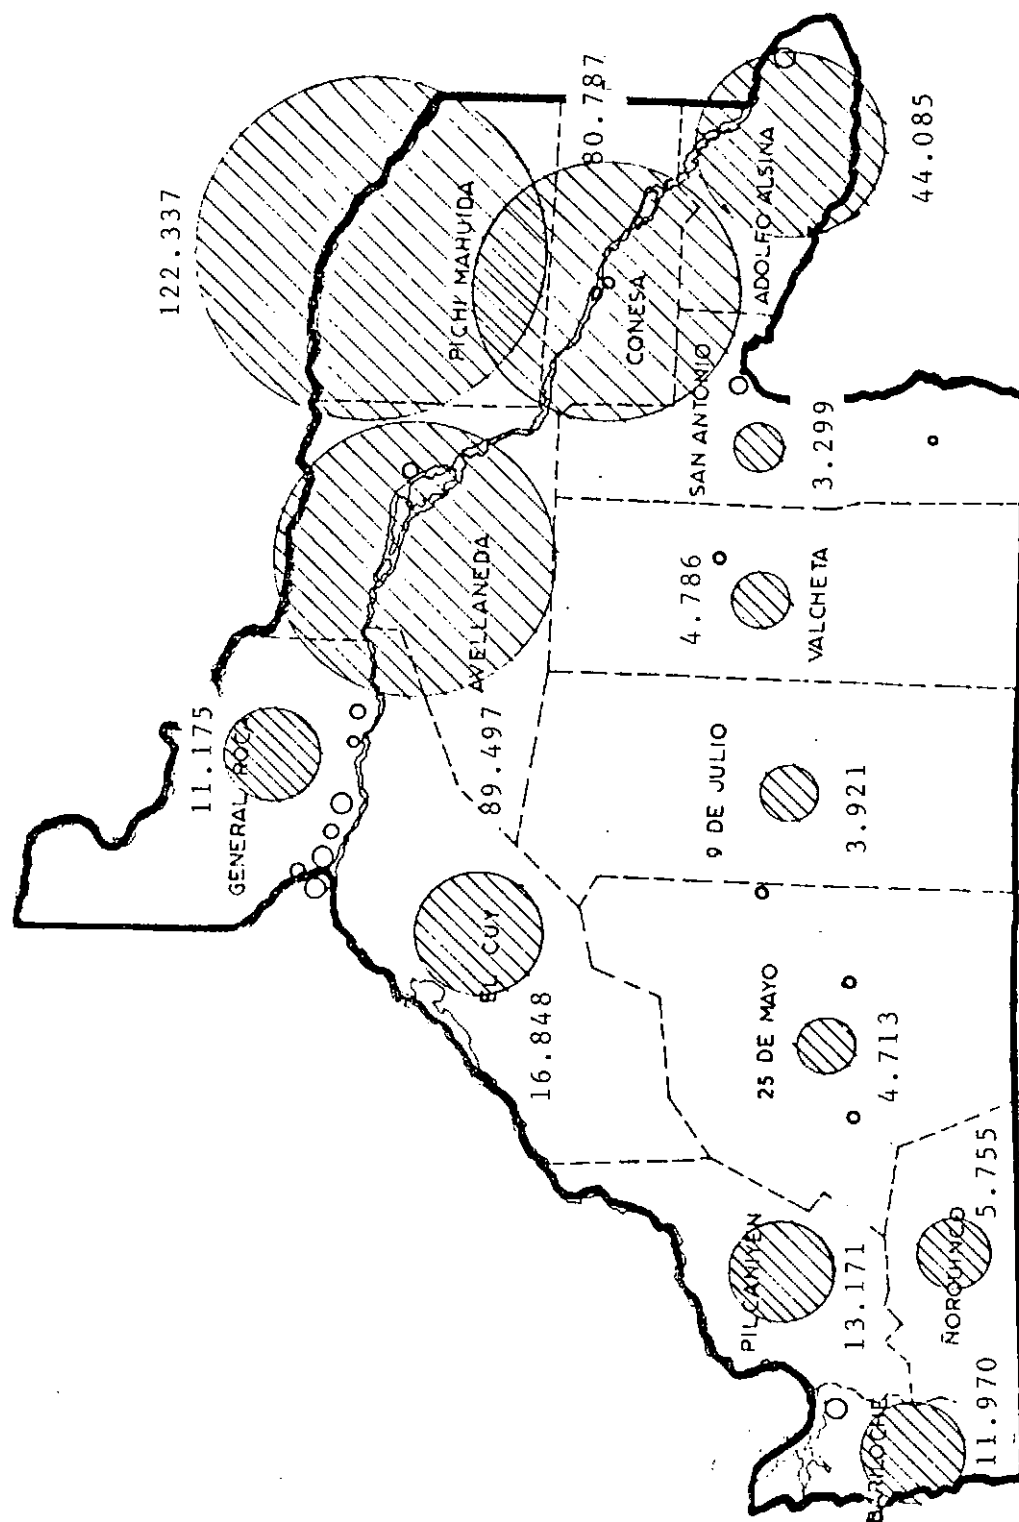 122.337
PICHI MAHUIDA
80.787
CONESA
ADOLFO ALSINA
44.085
SAN ANTONIO
3.299
AVELLANEDA
89.497
4.786
VALCHETA
11.175
GENERAL ROCA
9 DE JULIO
3.921
EL CUY
16.848
25 DE MAYO
4.713
PILCANIYEN
13.171
ÑORQUINCO
5.755
BARILOCHE
11.970